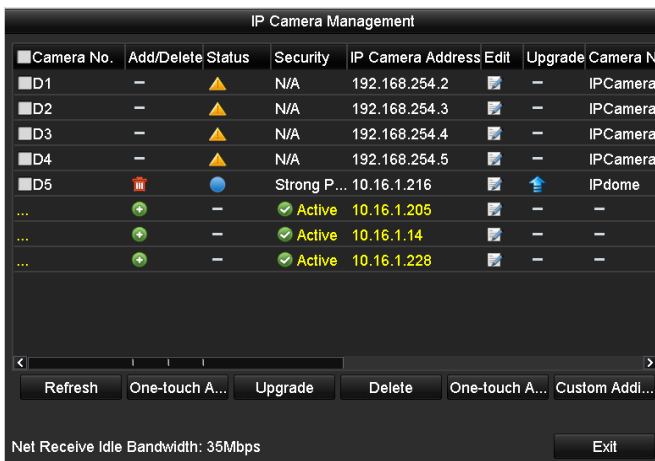 IP Camera Management
Camera No. Add/Delete Status Security IP Camera Address Edit Upgrade Camera N
D1 – N/A 192.168.254.2 – IPCamera
D2 – N/A 192.168.254.3 – IPCamera
D3 – N/A 192.168.254.4 – IPCamera
D4 – N/A 192.168.254.5 – IPCamera
D5 Strong P... 10.16.1.216 IPdome
... – Active 10.16.1.205 – –
... – Active 10.16.1.14 – –
... – Active 10.16.1.228 – –
Refresh One-touch A... Upgrade Delete One-touch A... Custom Addi...
Net Receive Idle Bandwidth: 35Mbps Exit